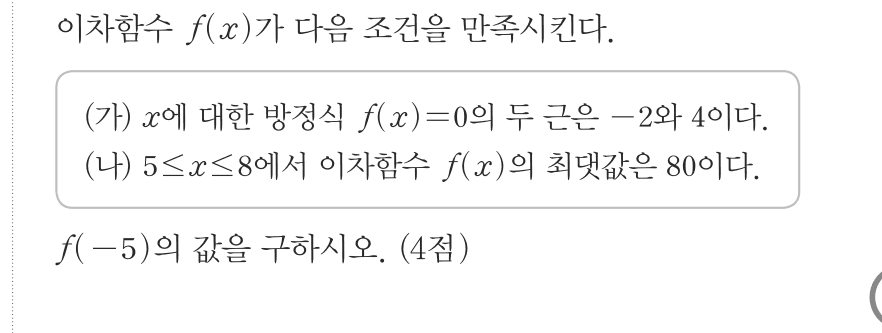 이차함수 f(x)가 다음 조건을 만족시킨다.
(가) x에 대한 방정식 f(x)=0의 두 근은 -2와 4이다.
(나) 5≤x≤8에서 이차함수 f(x)의 최댓값은 80이다.
f(-5)의 값을 구하시오. (4점)